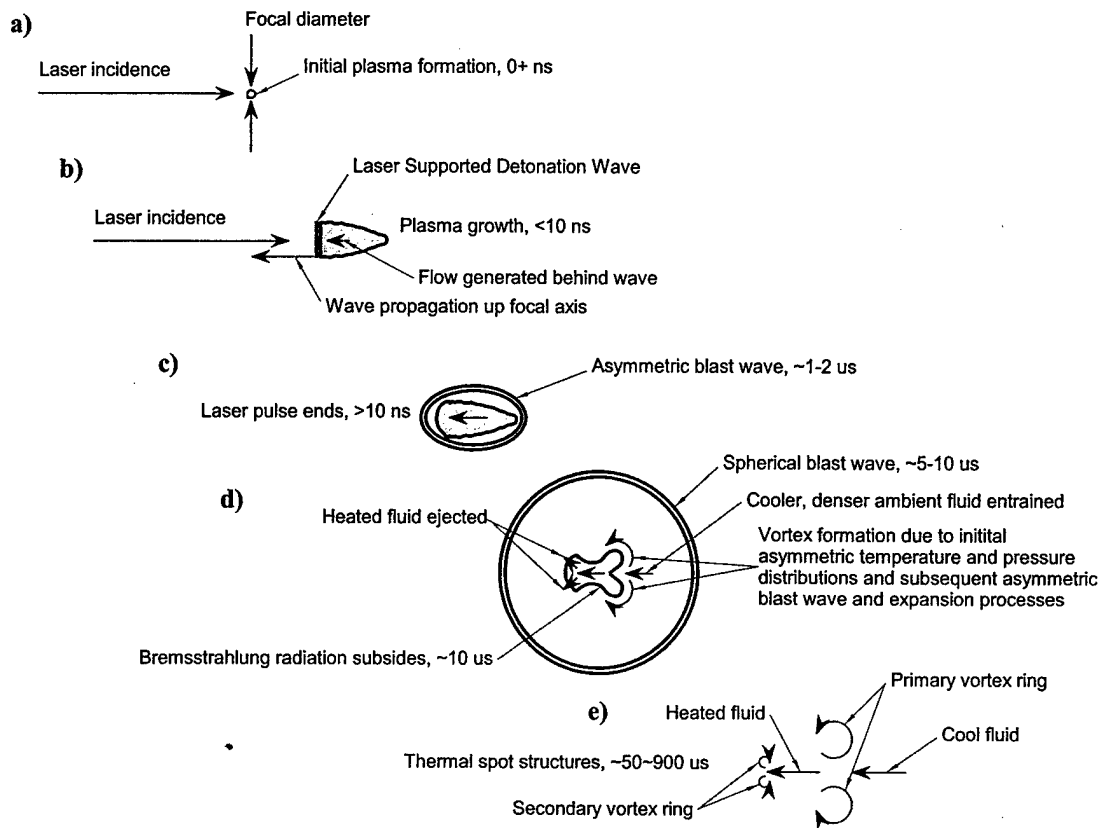 a)
Focal diameter
Laser incidence
Initial plasma formation, 0+ ns
b)
Laser Supported Detonation Wave
Laser incidence
Plasma growth, <10 ns
Flow generated behind wave
Wave propagation up focal axis
c)
Asymmetric blast wave, ~1-2 us
Laser pulse ends, >10 ns
Spherical blast wave, ~5-10 us
d)
Cooler, denser ambient fluid entrained
Heated fluid ejected
Vortex formation due to initital
asymmetric temperature and pressure
distributions and subsequent asymmetric
blast wave and expansion processes
Bremsstrahlung radiation subsides, ~10 us
Primary vortex ring
e)
Heated fluid
Cool fluid
Thermal spot structures, ~50~900 us
Secondary vortex ring